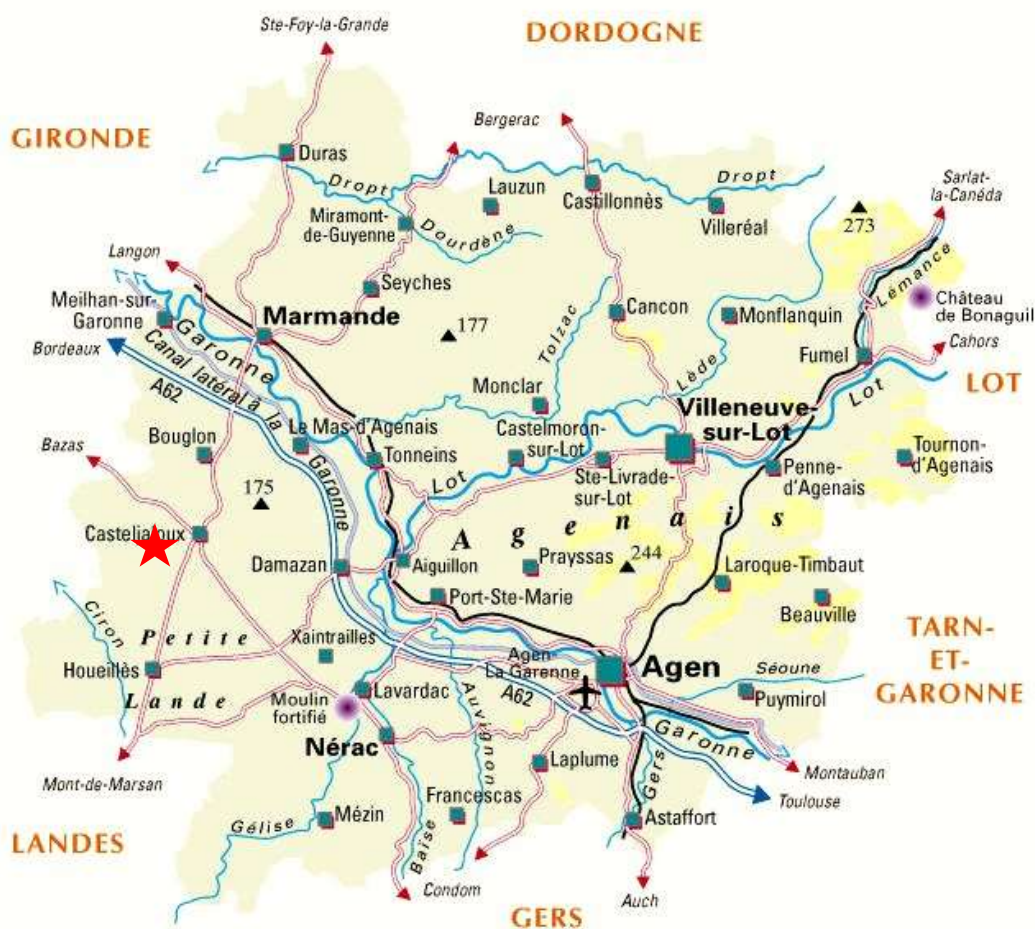 Ste-Foy-la-Grande
DORDOGNE
GIRONDE
Bergerac
Duras
Dropt
Lauzun
Castillonnès
Dropt
Villeréal
Sarlat-
la-Canéda
273
Miramont-
de-Guyenne
Dourdène
Langon
Seyches
Meilhan-sur-
Garonne
Marmande
177
Cancon
Monflanquin
Lémance
Château
de Bonaguil
Fumel
Cahors
LOT
Bordeaux
Garonne
Canal latéral à la
Garonne
A62
Tolzac
Lède
Lot
Monclar
Villeneuve-
sur-Lot
Bouglon
Le Mas-d'Agenais
Castelmoron-
sur-Lot
Tournon-
d'Agenais
Bazas
Tonneins
Lot
Ste-Livrade-
sur-Lot
Penne-
d'Agenais
175
Agenais
Casteljaloux
Damazan
Aiguillon
Prayssas
244
Laroque-Timbaut
Port-Ste-Marie
Beauville
Ciron
Petite
Lande
Xaintrailles
TARN-
ET-
GARONNE
Houeillès
Agen-
La Garenne
Agen
Séoune
Puymirol
Moulin
fortifié
Lavardac
Auvignon
A62
Garonne
Nérac
Mont-de-Marsan
Laplume
Gers
Montauban
Toulouse
LANDES
Gélise
Mézin
Baïse
Francescas
Astaffort
Condom
Auch
GERS